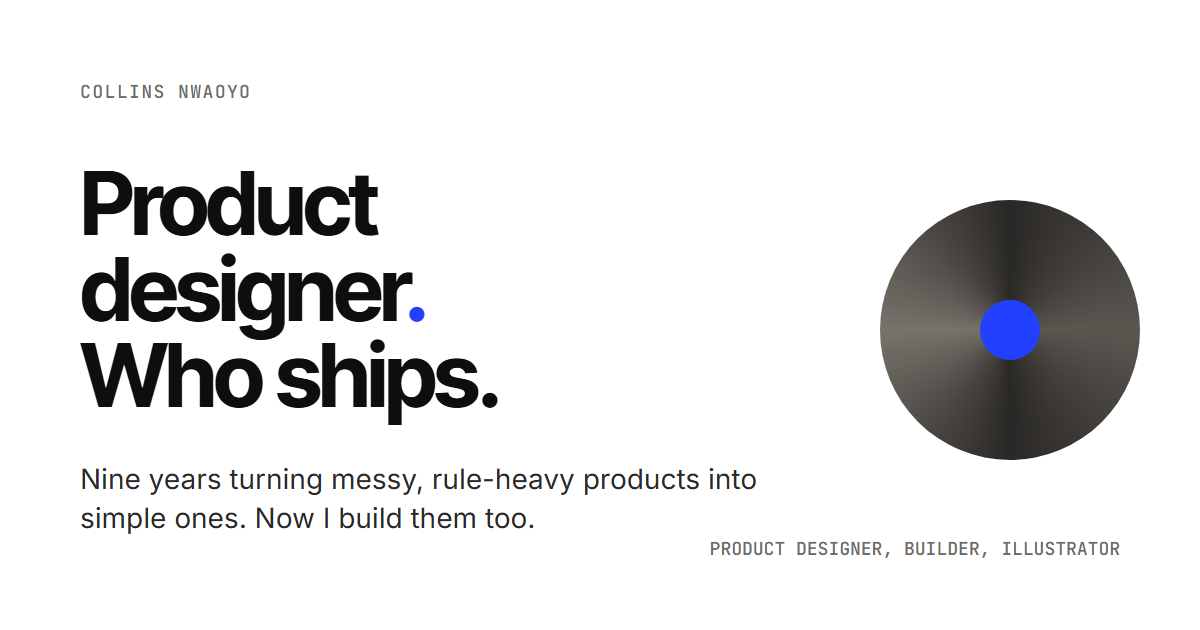 COLLINS NWAOYO
Product
designer.
Who ships.
Nine years turning messy, rule-heavy products into
simple ones. Now I build them too.
PRODUCT DESIGNER, BUILDER, ILLUSTRATOR